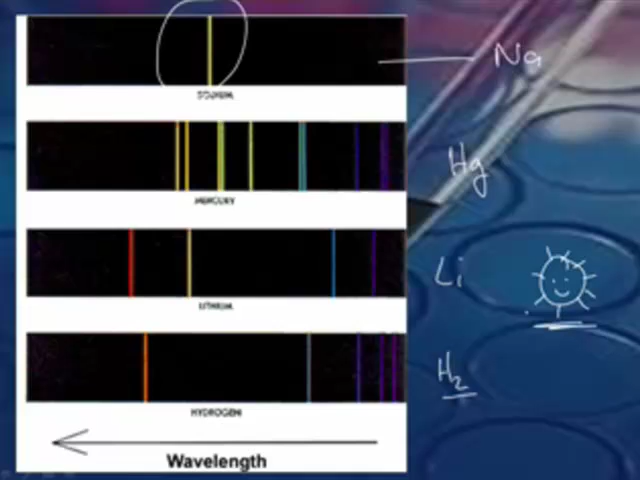 Na
SODIUM
Hg
MERCURY
Li
LITHIUM
H2
HYDROGEN
Wavelength